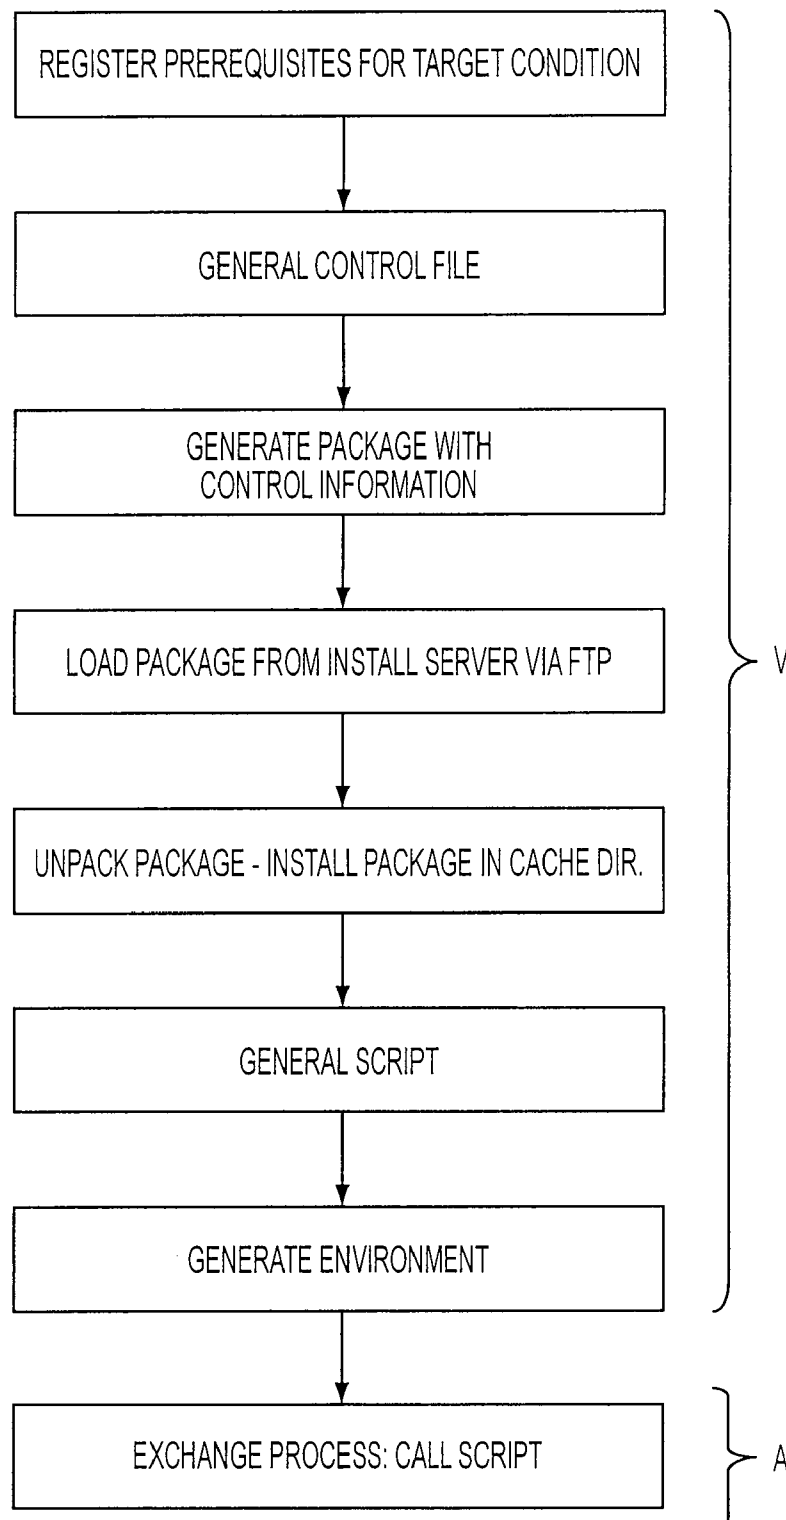 REGISTER PREREQUISITES FOR TARGET CONDITION
GENERAL CONTROL FILE
GENERATE PACKAGE WITH
CONTROL INFORMATION
LOAD PACKAGE FROM INSTALL SERVER VIA FTP
V
UNPACK PACKAGE - INSTALL PACKAGE IN CACHE DIR.
GENERAL SCRIPT
GENERATE ENVIRONMENT
EXCHANGE PROCESS: CALL SCRIPT
A